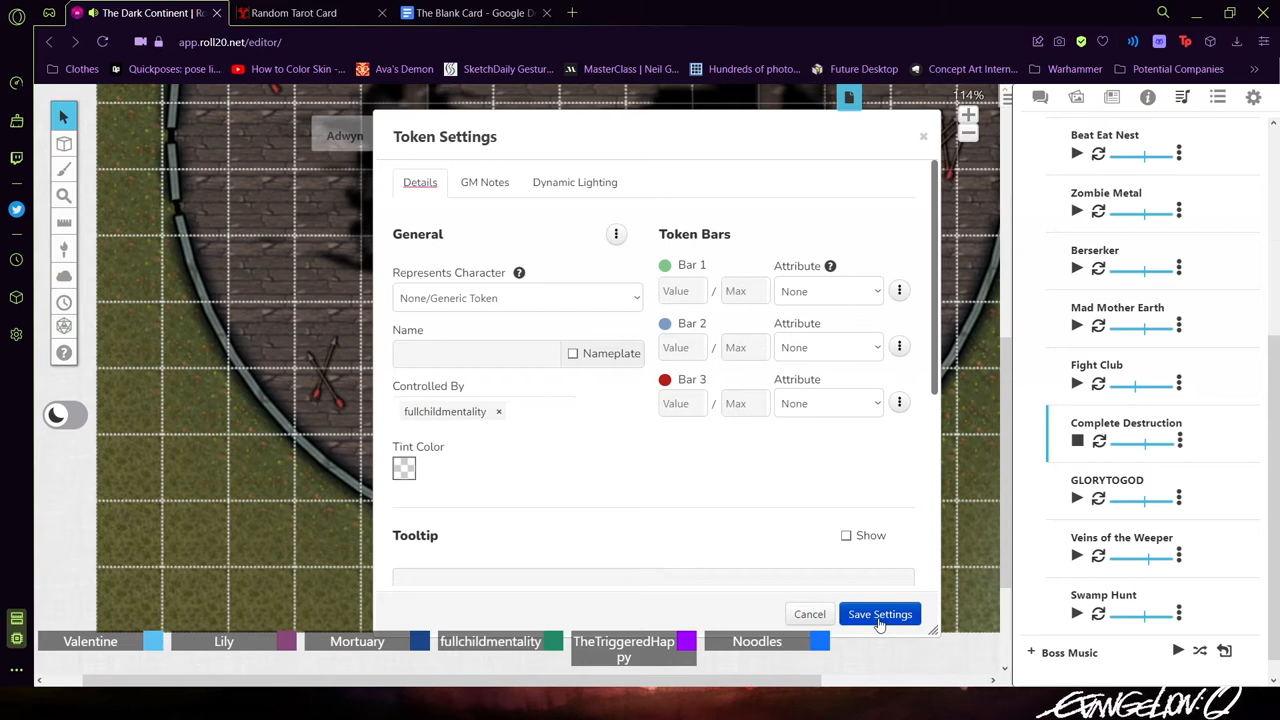 The Dark Continent | Ro
Random Tarot Card
The Blank Card - Google D
app.roll20.net/editor/
Clothes
Quickposes: pose li...
How to Color Skin -...
Ava's Demon
SketchDaily Gestur...
MasterClass | Neil G...
Hundreds of photo...
Future Desktop
Concept Art Intern...
Warhammer
Potential Companies
114%
Adwyn
Token Settings
Details
GM Notes
Dynamic Lighting
General
Represents Character
None/Generic Token
Name
Nameplate
Controlled By
fullchildmentality
Tint Color
Token Bars
Bar 1
Attribute
Value / Max
None
Bar 2
Attribute
Value / Max
None
Bar 3
Attribute
Value / Max
None
Tooltip
Show
Cancel
Save Settings
Beat Eat Nest
Zombie Metal
Berserker
Mad Mother Earth
Fight Club
Complete Destruction
GLORYTOGOD
Veins of the Weeper
Swamp Hunt
Boss Music
Valentine
Lily
Mortuary
fullchildmentality
TheTriggeredHap
py
Noodles